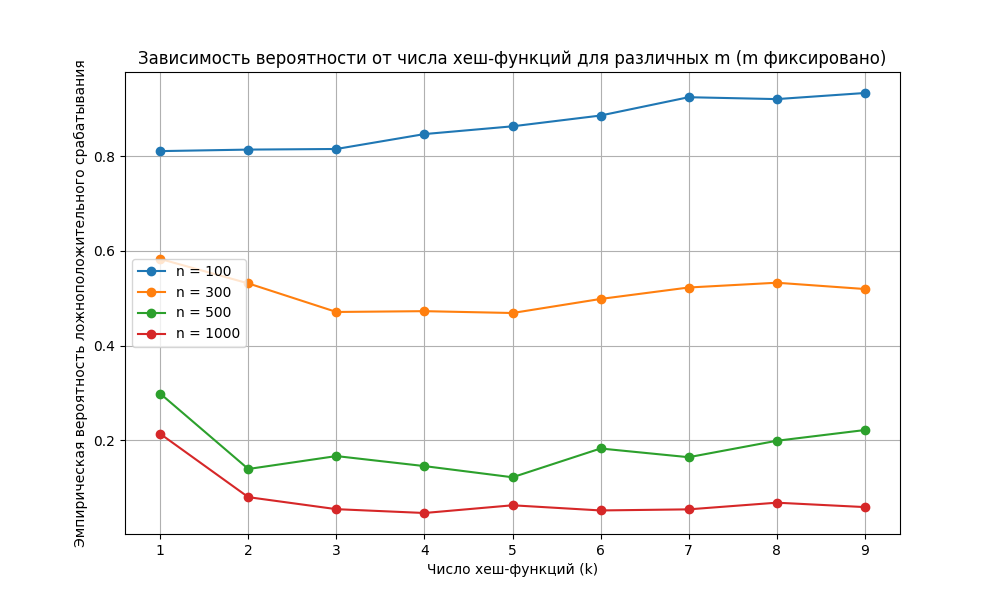 Зависимость вероятности от числа хеш-функций для различных m (m фиксировано)
Эмпирическая вероятность ложноположительного срабатывания
0.8
0.6
0.4
0.2
n = 100
n = 300
n = 500
n = 1000
1 2 3 4 5 6 7 8 9
Число хеш-функций (k)